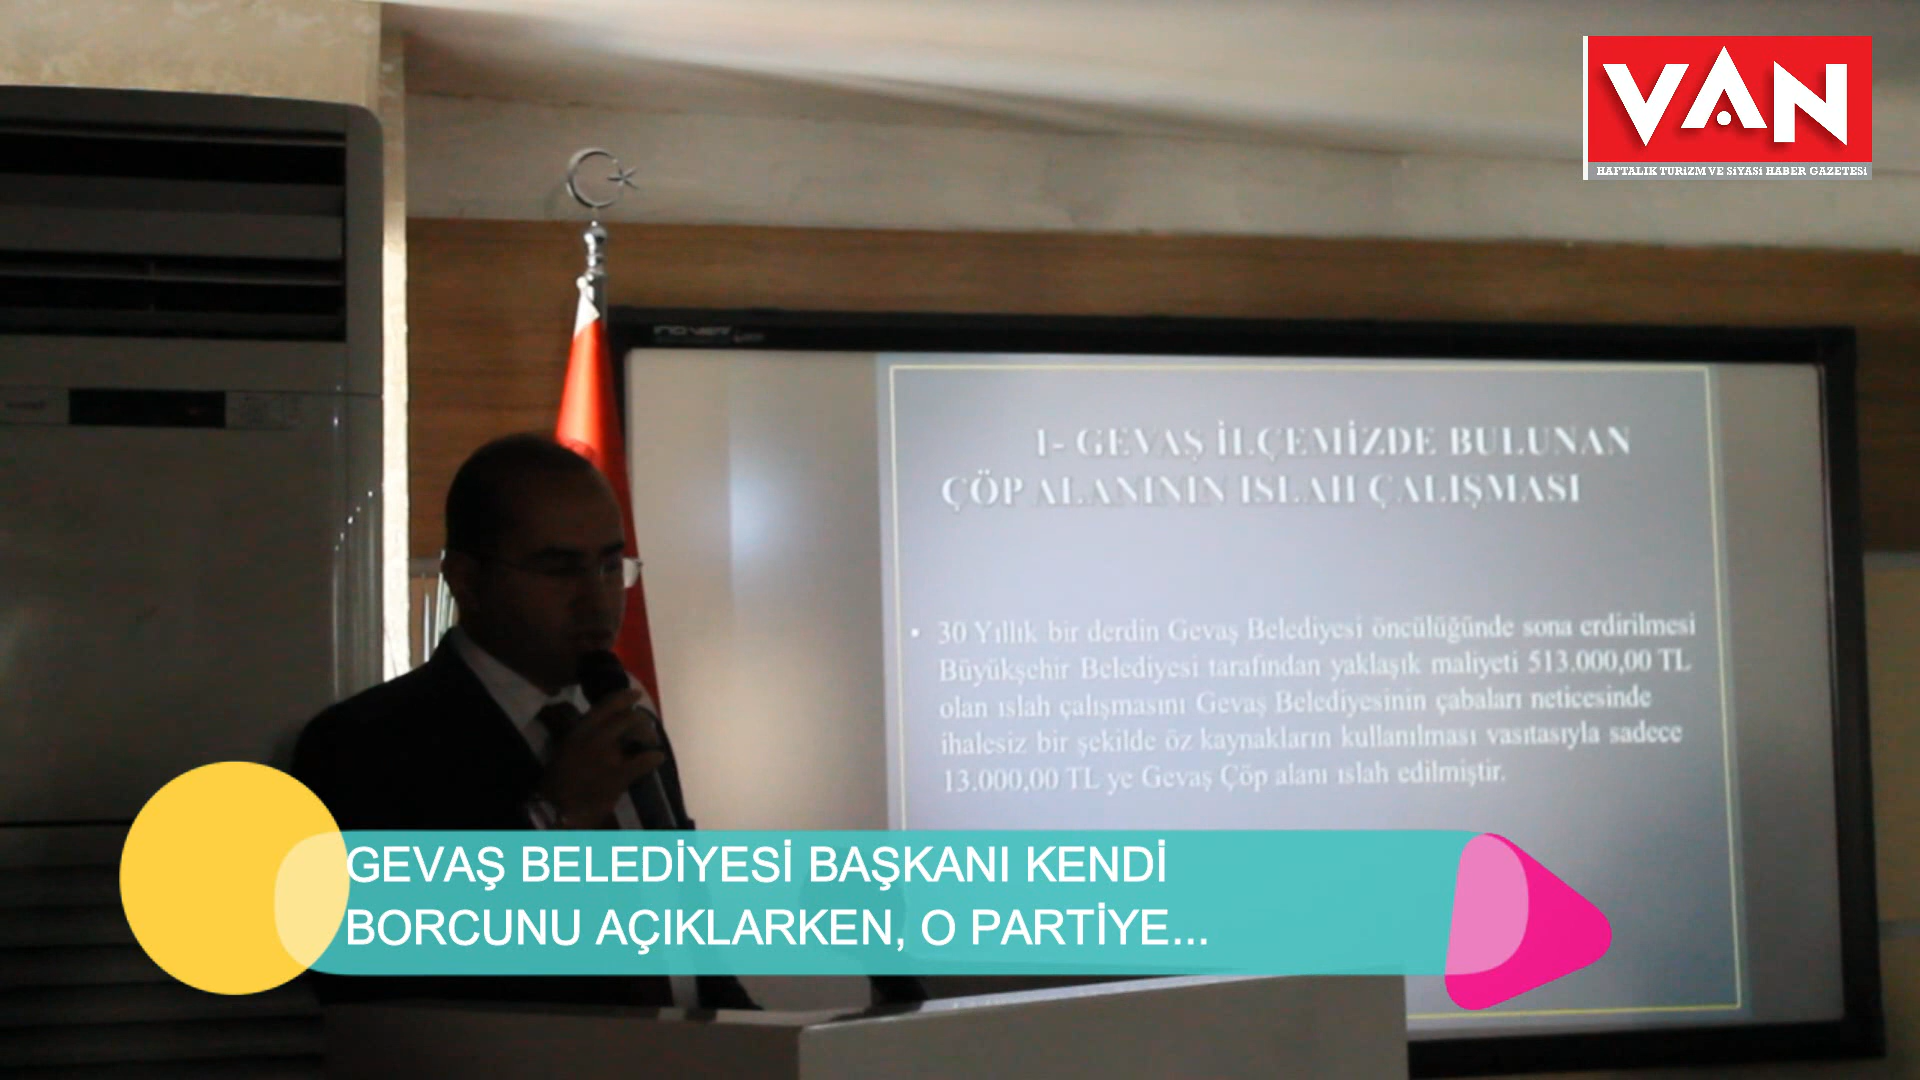 VAN
HAFTALIK TURİZM VE SİYASİ HABER GAZETESİ
1- GEVAŞ İLÇEMİZDE BULUNAN
ÇÖP ALANININ ISLAH ÇALIŞMASI
• 30 Yıllık bir derdin Gevaş Belediyesi öncülüğünde sona erdirilmesi
Büyükşehir Belediyesi tarafından yaklaşık maliyeti 513.000,00 TL
olan ıslah çalışmasını Gevaş Belediyesinin çabaları neticesinde
ihalesiz bir şekilde öz kaynakların kullanılması vasıtasıyla sadece
13.000,00 TL ye Gevaş Çöp alanı ıslah edilmiştir.
GEVAŞ BELEDİYESİ BAŞKANI KENDİ
BORCUNU AÇIKLARKEN, O PARTİYE...